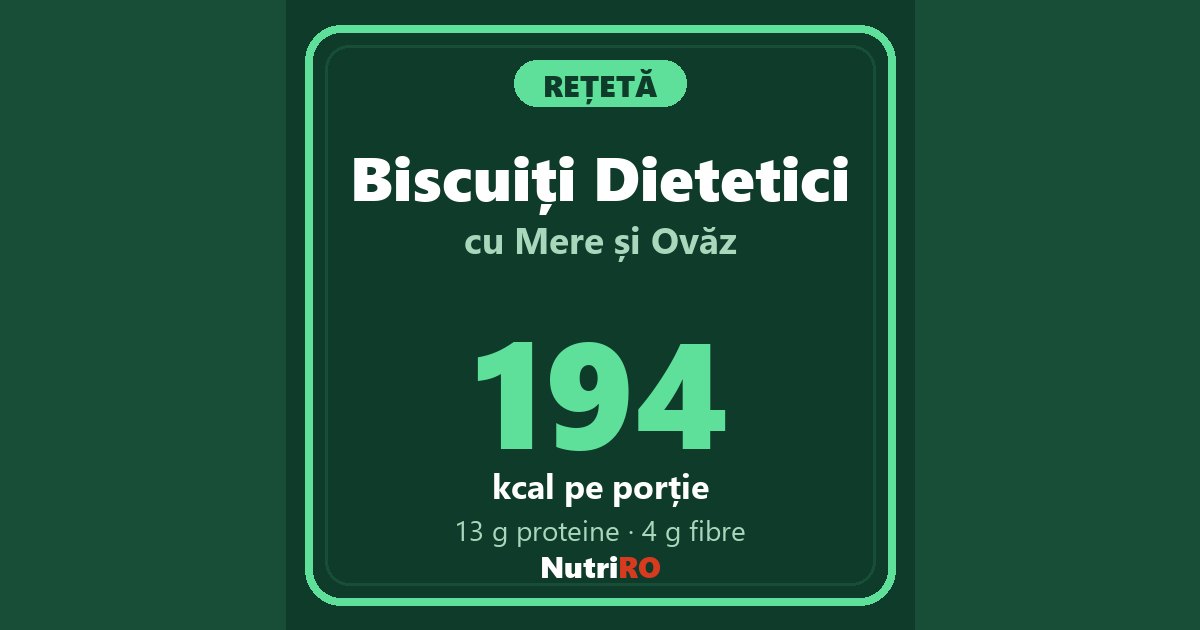 REȚETĂ
Biscuiți Dietetici
cu Mere și Ovăz
194
kcal pe porție
13 g proteine · 4 g fibre
NutriRO